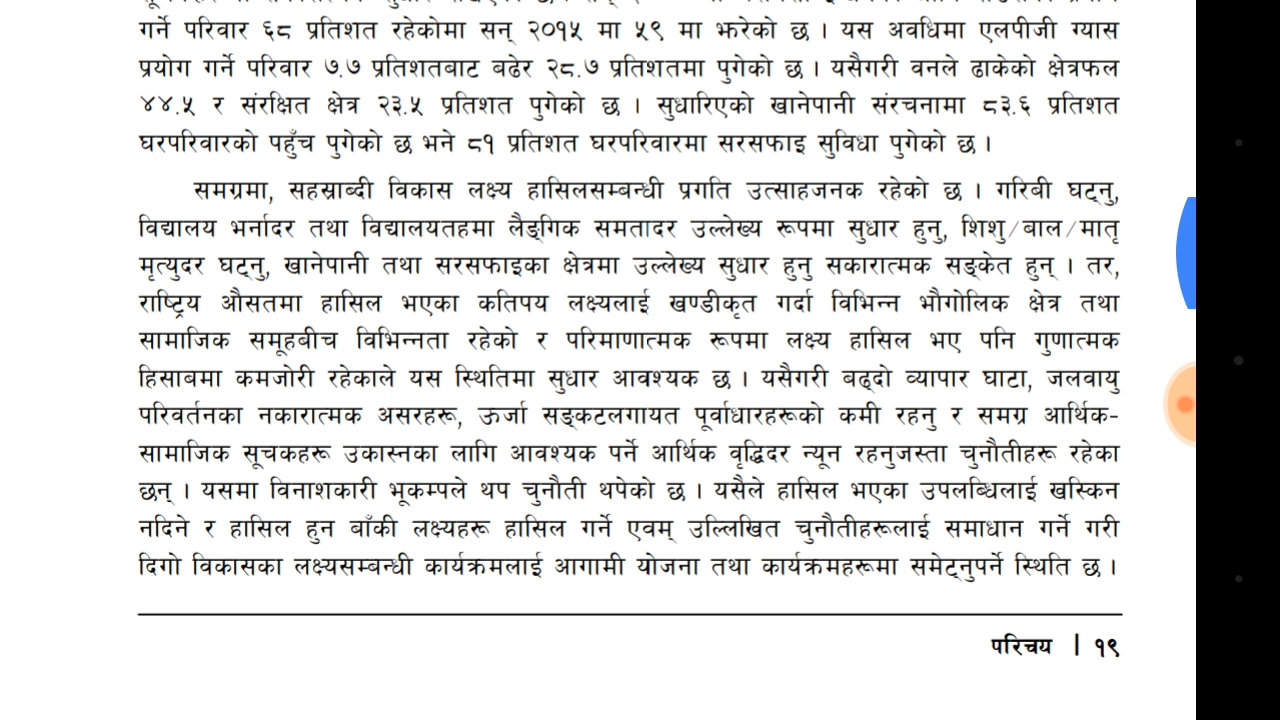 गर्ने परिवार ६८ प्रतिशत रहेकोमा सन् २०१५ मा ५९ मा झरेको छ । यस अवधिमा एलपीजी ग्यास
प्रयोग गर्ने परिवार ७.७ प्रतिशतबाट बढेर २८.७ प्रतिशतमा पुगेको छ । यसैगरी वनले ढाकेको क्षेत्रफल
४४.५ र संरक्षित क्षेत्र २३.५ प्रतिशत पुगेको छ । सुधारिएको खानेपानी संरचनामा ८३.६ प्रतिशत
घरपरिवारको पहुँच पुगेको छ भने ८१ प्रतिशत घरपरिवारमा सरसफाइ सुविधा पुगेको छ ।
समग्रमा, सहस्राब्दी विकास लक्ष्य हासिलसम्बन्धी प्रगति उत्साहजनक रहेको छ । गरिबी घट्नु,
विद्यालय भर्नादर तथा विद्यालयतहमा लैङ्गिक समतादर उल्लेख्य रूपमा सुधार हुनु, शिशु/बाल/मातृ
मृत्युदर घट्नु, खानेपानी तथा सरसफाइका क्षेत्रमा उल्लेख्य सुधार हुनु सकारात्मक सङ्केत हुन् । तर,
राष्ट्रिय औसतमा हासिल भएका कतिपय लक्ष्यलाई खण्डीकृत गर्दा विभिन्न भौगोलिक क्षेत्र तथा
सामाजिक समूहबीच विभिन्नता रहेको र परिमाणात्मक रूपमा लक्ष्य हासिल भए पनि गुणात्मक
हिसाबमा कमजोरी रहेकाले यस स्थितिमा सुधार आवश्यक छ । यसैगरी बढ्दो व्यापार घाटा, जलवायु
परिवर्तनका नकारात्मक असरहरू, ऊर्जा सङ्कटलगायत पूर्वाधारहरूको कमी रहनु र समग्र आर्थिक-
सामाजिक सूचकहरू उकास्नका लागि आवश्यक पर्ने आर्थिक वृद्धिदर न्यून रहनुजस्ता चुनौतीहरू रहेका
छन् । यसमा विनाशकारी भूकम्पले थप चुनौती थपेको छ । यसैले हासिल भएका उपलब्धिलाई खस्किन
नदिने र हासिल हुन बाँकी लक्ष्यहरू हासिल गर्ने एवम् उल्लिखित चुनौतीहरूलाई समाधान गर्ने गरी
दिगो विकासका लक्ष्यसम्बन्धी कार्यक्रमलाई आगामी योजना तथा कार्यक्रमहरूमा समेट्नुपर्ने स्थिति छ ।
परिचय | १९